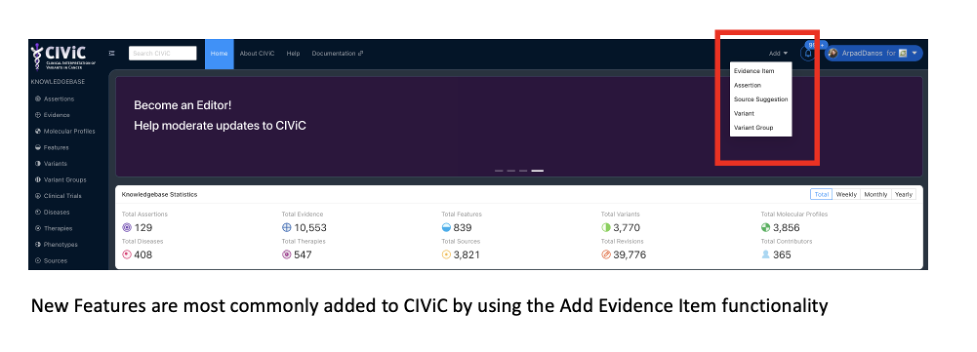 CIViC
CLINICAL INTERPRETATION OF
VARIANTS IN CANCER
Search CIViC
Home
About CIViC
Help
Documentation
Add
ArpadDanos for
KNOWLEDGEBASE
Assertions
Evidence
Molecular Profiles
Features
Variants
Variant Groups
Clinical Trials
Diseases
Therapies
Phenotypes
Sources
Become an Editor!
Help moderate updates to CIViC
Evidence Item
Assertion
Source Suggestion
Variant
Variant Group
Knowledgebase Statistics
Total Weekly Monthly Yearly
Total Assertions
129
Total Evidence
10,553
Total Features
839
Total Variants
3,770
Total Molecular Profiles
3,856
Total Diseases
408
Total Therapies
547
Total Sources
3,821
Total Revisions
39,776
Total Contributors
365
New Features are most commonly added to CIViC by using the Add Evidence Item functionality